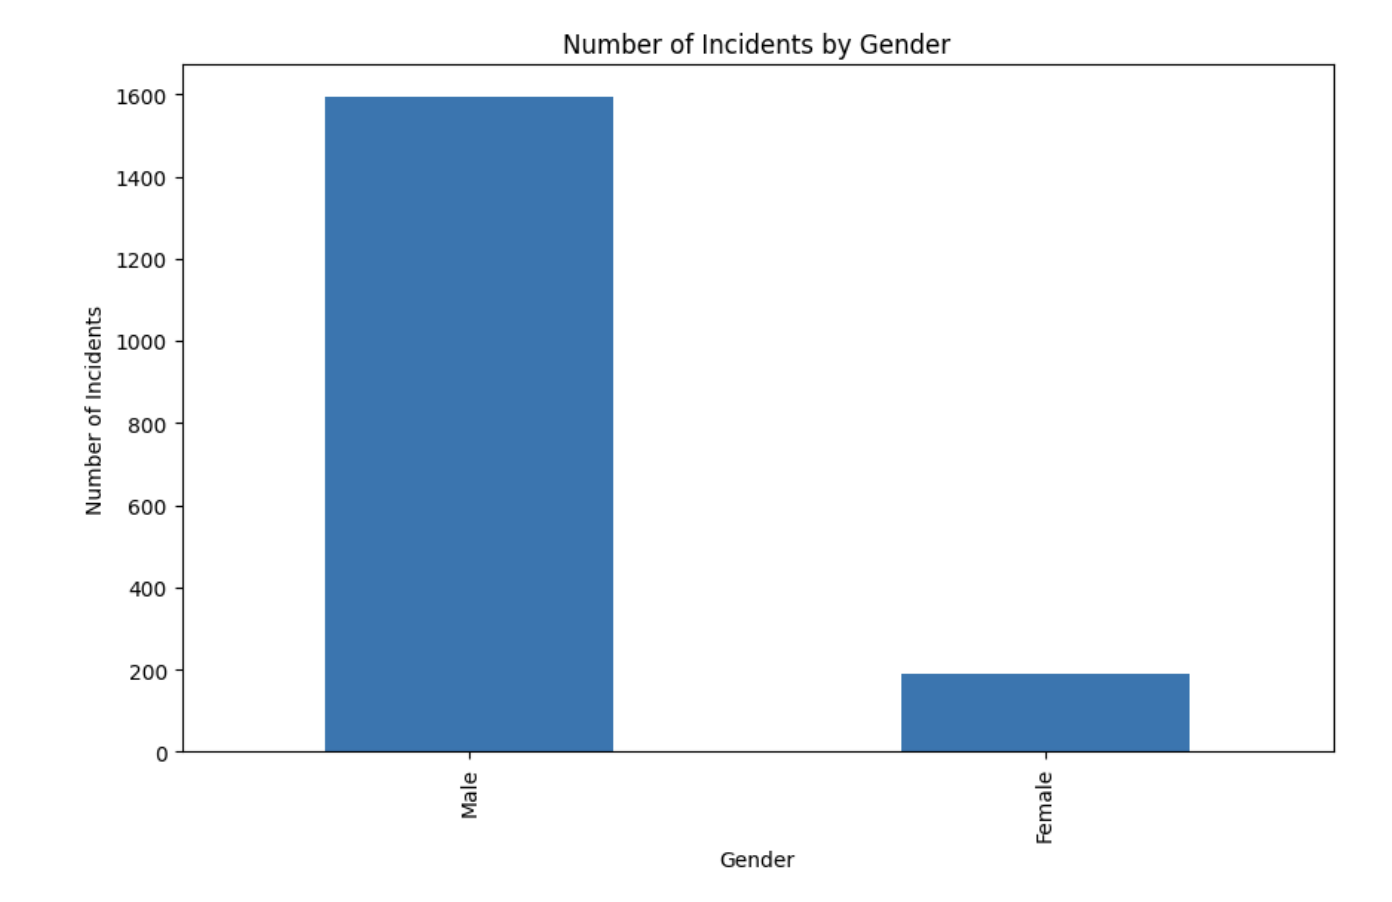 Number of Incidents by Gender
Number of Incidents
1600
1400
1200
1000
800
600
400
200
0
Male
Female
Gender